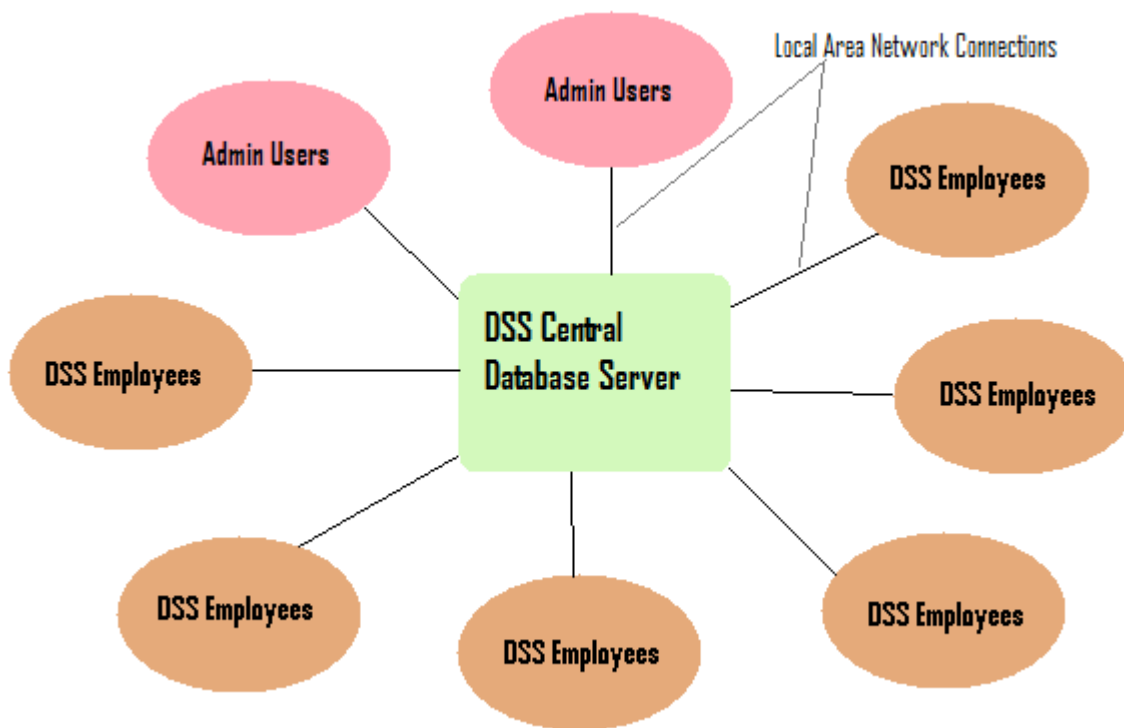 Local Area Network Connections
Admin Users
Admin Users
DSS Employees
DSS Central
Database Server
DSS Employees
DSS Employees
DSS Employees
DSS Employees
DSS Employees